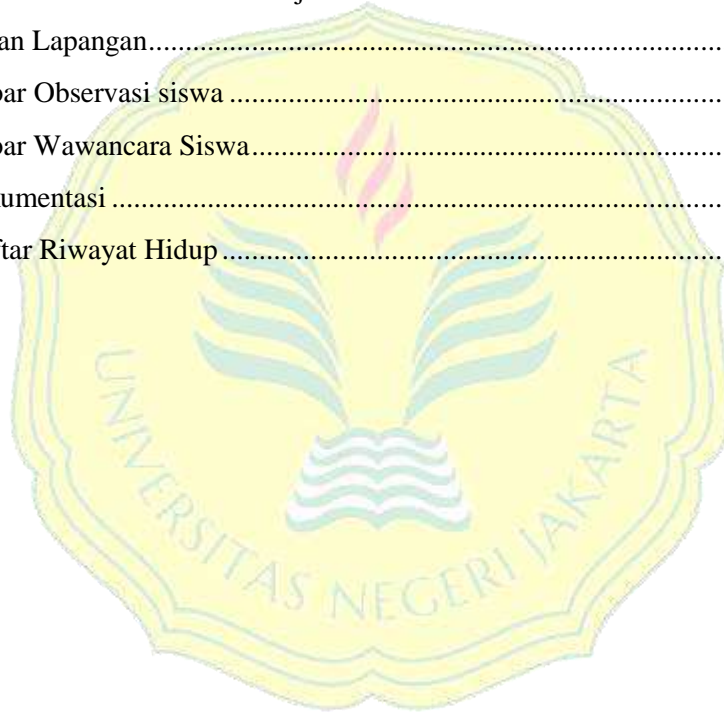 an Lapangan
ar Observasi siswa
ar Wawancara Siswa
umentasi
tar Riwayat Hidup
UNIVERSITAS NEGERI JAKARTA